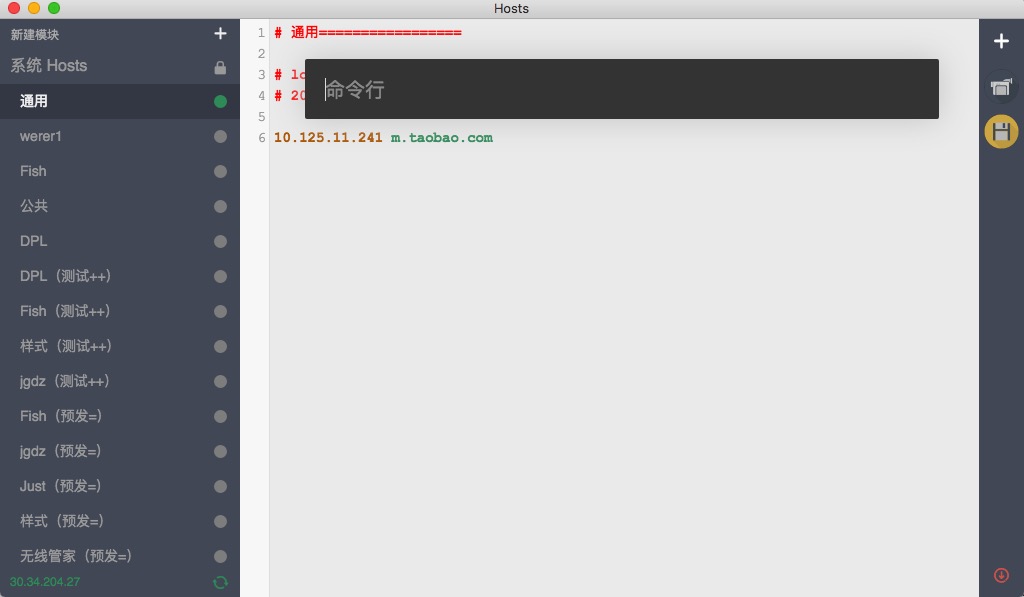 Hosts
新建模块
系统 Hosts
通用
werer1
Fish
公共
DPL
DPL（测试++）
Fish（测试++）
样式（测试++）
jgdz（测试++）
Fish（预发=）
jgdz（预发=）
Just（预发=）
样式（预发=）
无线管家（预发=）
30.34.204.27
1 # 通用=================
2
3 #
4 # 20
5
6 10.125.11.241 m.taobao.com
命令行